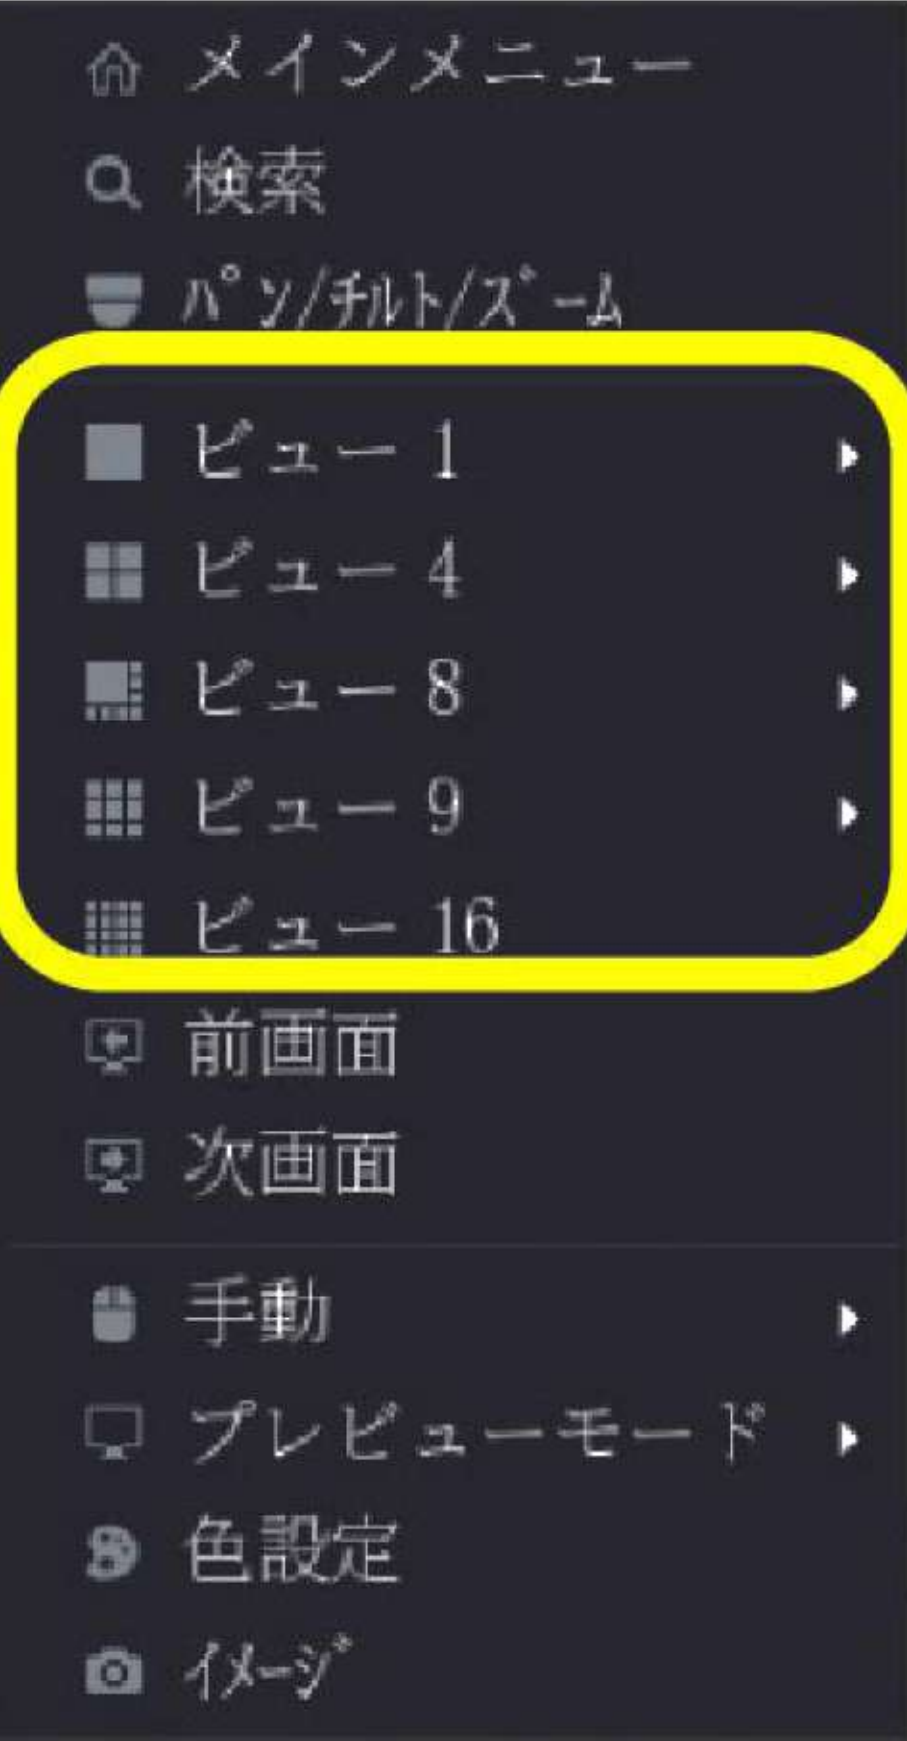 メインメニュー
検索
ﾊﾟﾝ/ﾁﾙﾄ/ｽﾞｰﾑ
ビュー 1
ビュー 4
ビュー 8
ビュー 9
ビュー 16
前画面
次画面
手動
プレビューモード
色設定
ｲﾒｰｼﾞ